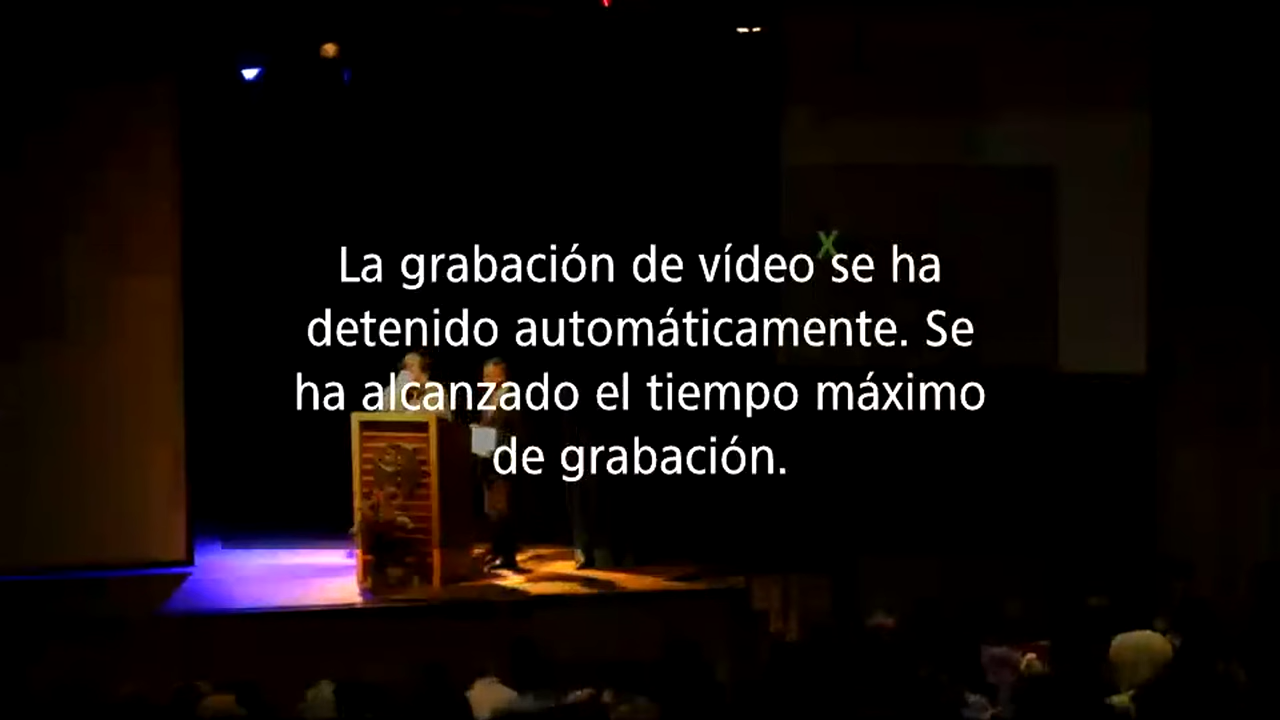 La grabación de vídeo se ha
detenido automáticamente. Se
ha alcanzado el tiempo máximo
de grabación.